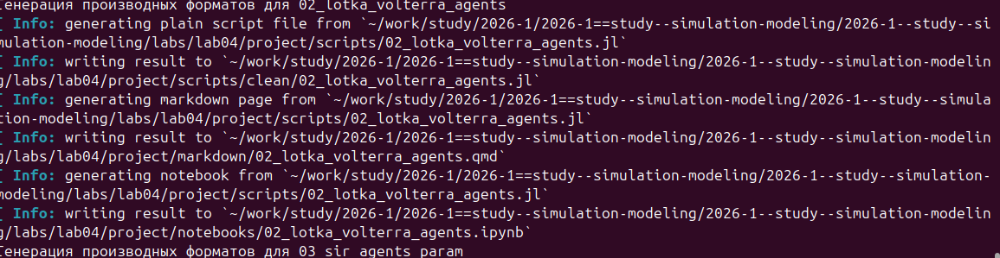 Генерация производных форматов для 02_lotka_volterra_agents
[ Info: generating plain script file from `~/work/study/2026-1/2026-1==study--simulation-modeling/2026-1--study--si
mulation-modeling/labs/lab04/project/scripts/02_lotka_volterra_agents.jl`
[ Info: writing result to `~/work/study/2026-1/2026-1==study--simulation-modeling/2026-1--study--simulation-modelin
g/labs/lab04/project/scripts/clean/02_lotka_volterra_agents.jl`
[ Info: generating markdown page from `~/work/study/2026-1/2026-1==study--simulation-modeling/2026-1--study--simula
tion-modeling/labs/lab04/project/scripts/02_lotka_volterra_agents.jl`
[ Info: writing result to `~/work/study/2026-1/2026-1==study--simulation-modeling/2026-1--study--simulation-modelin
g/labs/lab04/project/markdown/02_lotka_volterra_agents.qmd`
[ Info: generating notebook from `~/work/study/2026-1/2026-1==study--simulation-modeling/2026-1--study--simulation-
modeling/labs/lab04/project/scripts/02_lotka_volterra_agents.jl`
[ Info: writing result to `~/work/study/2026-1/2026-1==study--simulation-modeling/2026-1--study--simulation-modelin
g/labs/lab04/project/notebooks/02_lotka_volterra_agents.ipynb`
Генерация производных форматов для 03_sir_agents_param